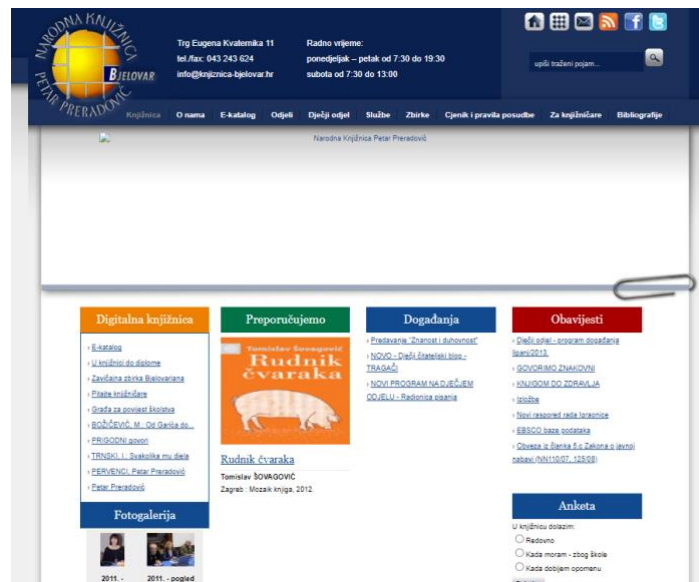 NARODNA KNJIŽNICA
PETAR PRERADOVIĆ
BJELOVAR
Trg Eugena Kvaternika 11
tel./fax: 043 243 624
info@knjiznica-bjelovar.hr
Radno vrijeme:
ponedjeljak – petak od 7:30 do 19:30
subota od 7:30 do 13:00
upiši traženi pojam...
Knjižnica O nama E-katalog Odjeli Dječji odjel Službe Zbirke Cjenik i pravila posudbe Za knjižničare Bibliografije
Narodna Knjižnica Petar Preradović
Digitalna knjižnica
› E-katalog
› U knjižnici do diplome
› Zavičajna zbirka Bjelovariana
› Pitajte knjižničare
› Građa za povijest školstva
› BOŽIČEVIĆ, M.: Od Garića do...
› PRIGODNI govori
› TRNSKI, I.: Svakolika mu djela
› PERVENCI, Petar Preradović
› Petar Preradović
Fotogalerija
2011. -
2011. - pogled
Preporučujemo
Tomislav Šovagović
Rudnik
čvaraka
Rudnik čvaraka
Tomislav ŠOVAGOVIĆ
Zagreb : Mozaik knjiga, 2012.
Događanja
› Predavanje "Znanost i duhovnost"
› NOVO - Dječji čitateljski blog -
TRAGAČI
› NOVI PROGRAM NA DJEČJEM
ODJELU - Radionica pisanja
Obavijesti
› Dječji odjel - program događanja
lipanj/2013.
› GOVORIMO ZNAKOVNI
› KNJIGOM DO ZDRAVLJA
› Izložbe
› Novi raspored rada Igraonice
› EBSCO baze podataka
› Obveza iz članka 5.c Zakona o javnoj
nabavi (NN110/07, 125/08)
Anketa
U knjižnicu dolazim:
Redovno
Kada moram - zbog škole
Kada dobijem opomenu